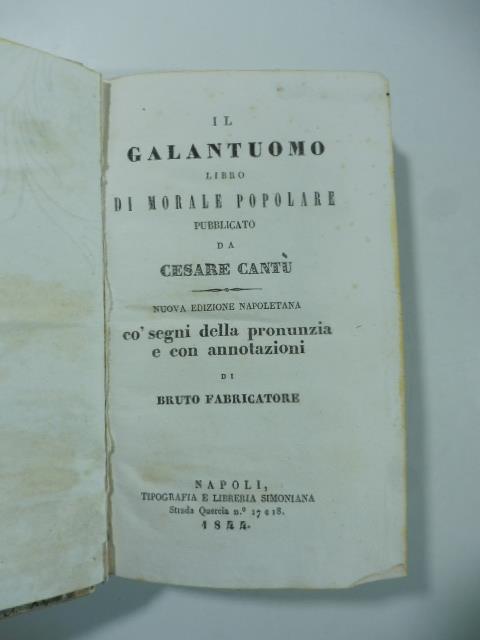 IL
GALANTUOMO
LIBRO
DI MORALE POPOLARE
PUBBLICATO
DA
CESARE CANTÙ
NUOVA EDIZIONE NAPOLETANA
co' segni della pronunzia
e con annotazioni
DI
BRUTO FABRICATORE
NAPOLI,
TIPOGRAFIA E LIBRERIA SIMONIANA
Strada Quercia n.º 17 e 18.
1844.